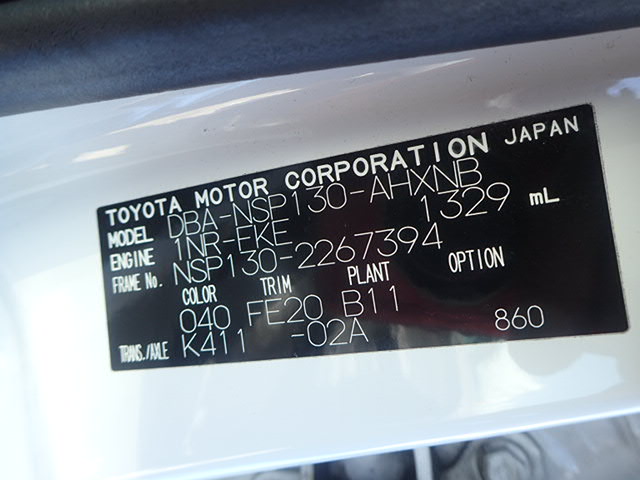 TOYOTA MOTOR CORPORATION JAPAN
MODEL DBA-NSP130-AHXNB
ENGINE 1NR-FKE 1329 mL
FRAME No. NSP130-2267394
COLOR TRIM PLANT OPTION
040 FE20 B11
TRANS./AXLE K411 -02A 860